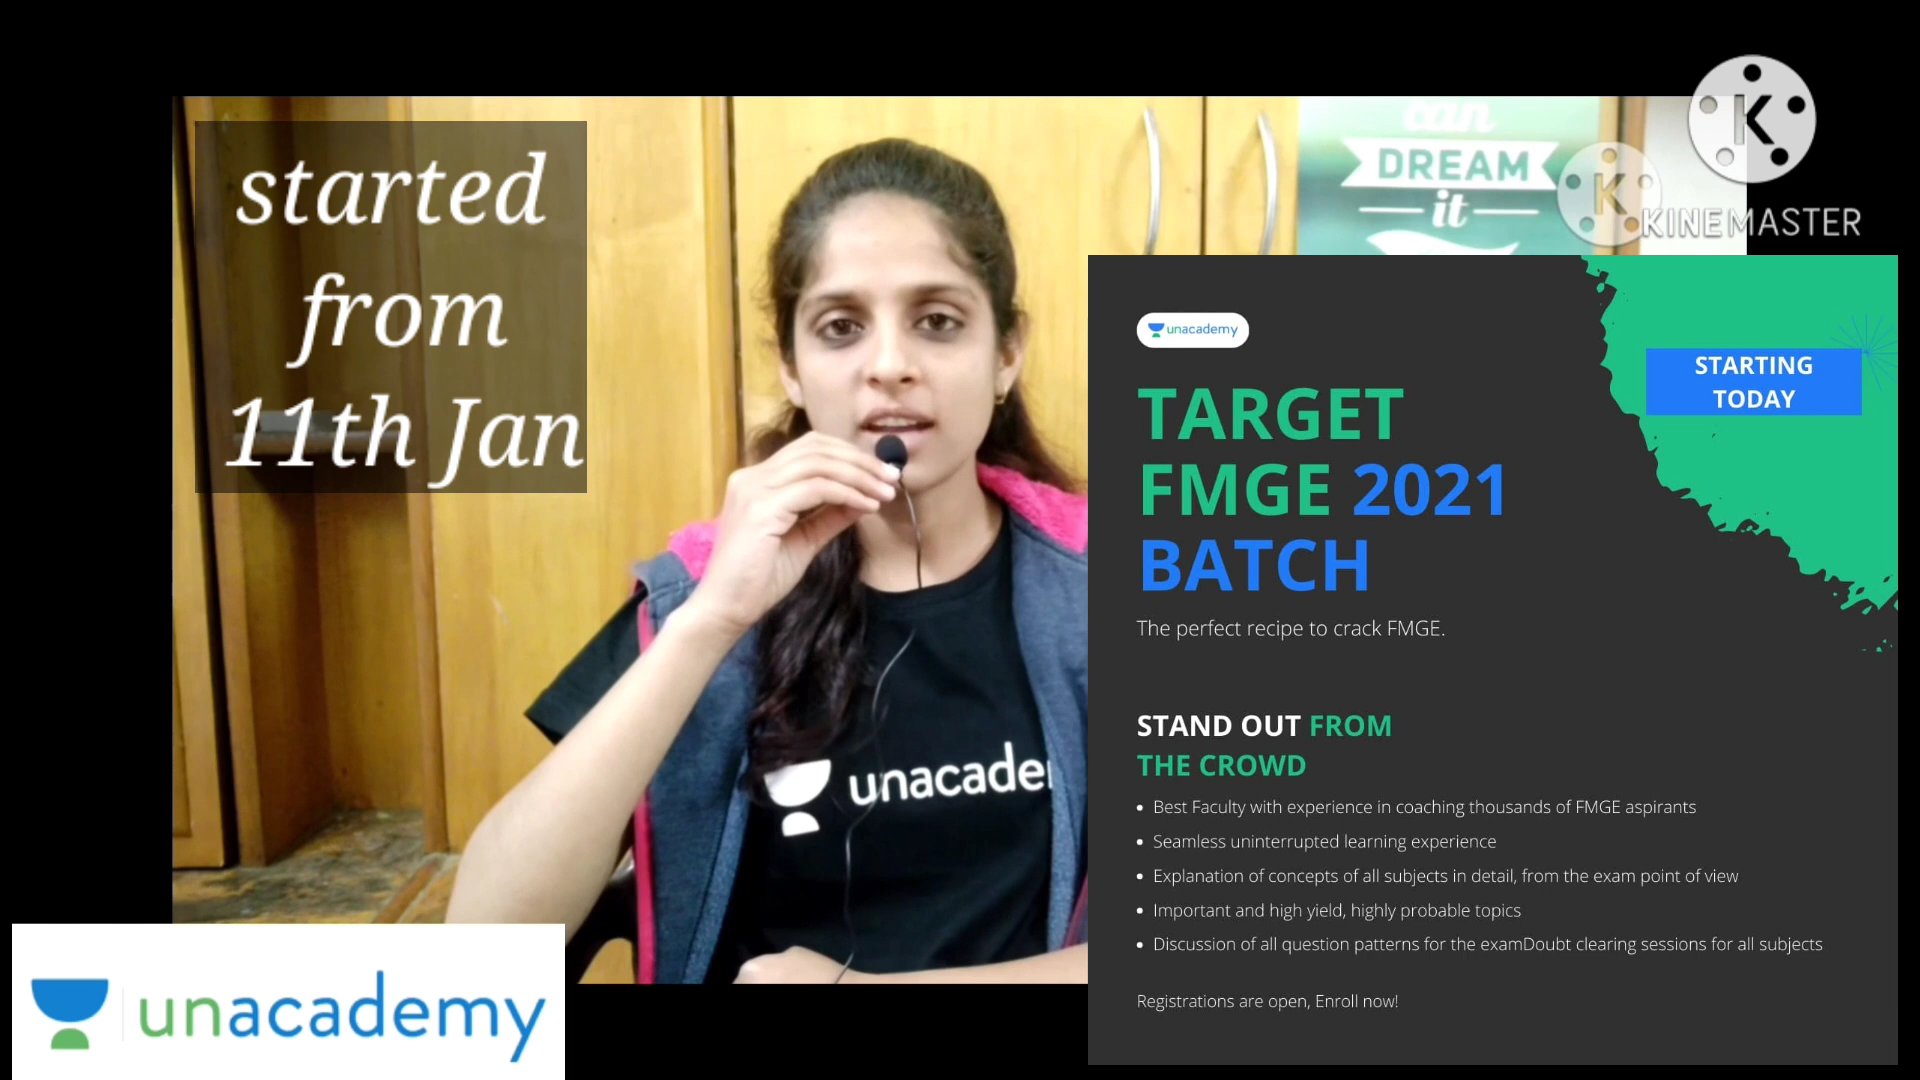 started
from
11th Jan
can
DREAM
it
K
K
KINEMASTER
unacademy
STARTING
TODAY
TARGET
FMGE 2021
BATCH
The perfect recipe to crack FMGE.
STAND OUT FROM
THE CROWD
• Best Faculty with experience in coaching thousands of FMGE aspirants
• Seamless uninterrupted learning experience
• Explanation of concepts of all subjects in detail, from the exam point of view
• Important and high yield, highly probable topics
• Discussion of all question patterns for the examDoubt clearing sessions for all subjects
Registrations are open, Enroll now!
unacade
unacademy